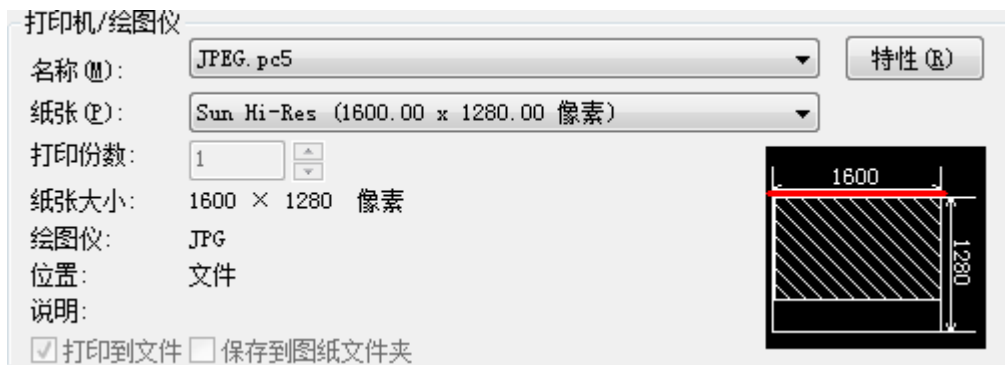 打印机/绘图仪
名称(M): JPEG.pc5 特性(R)
纸张(P): Sun Hi-Res (1600.00 x 1280.00 像素)
打印份数: 1
纸张大小: 1600 × 1280 像素
绘图仪: JPG
位置: 文件
说明:
打印到文件 保存到图纸文件夹
1600
1280